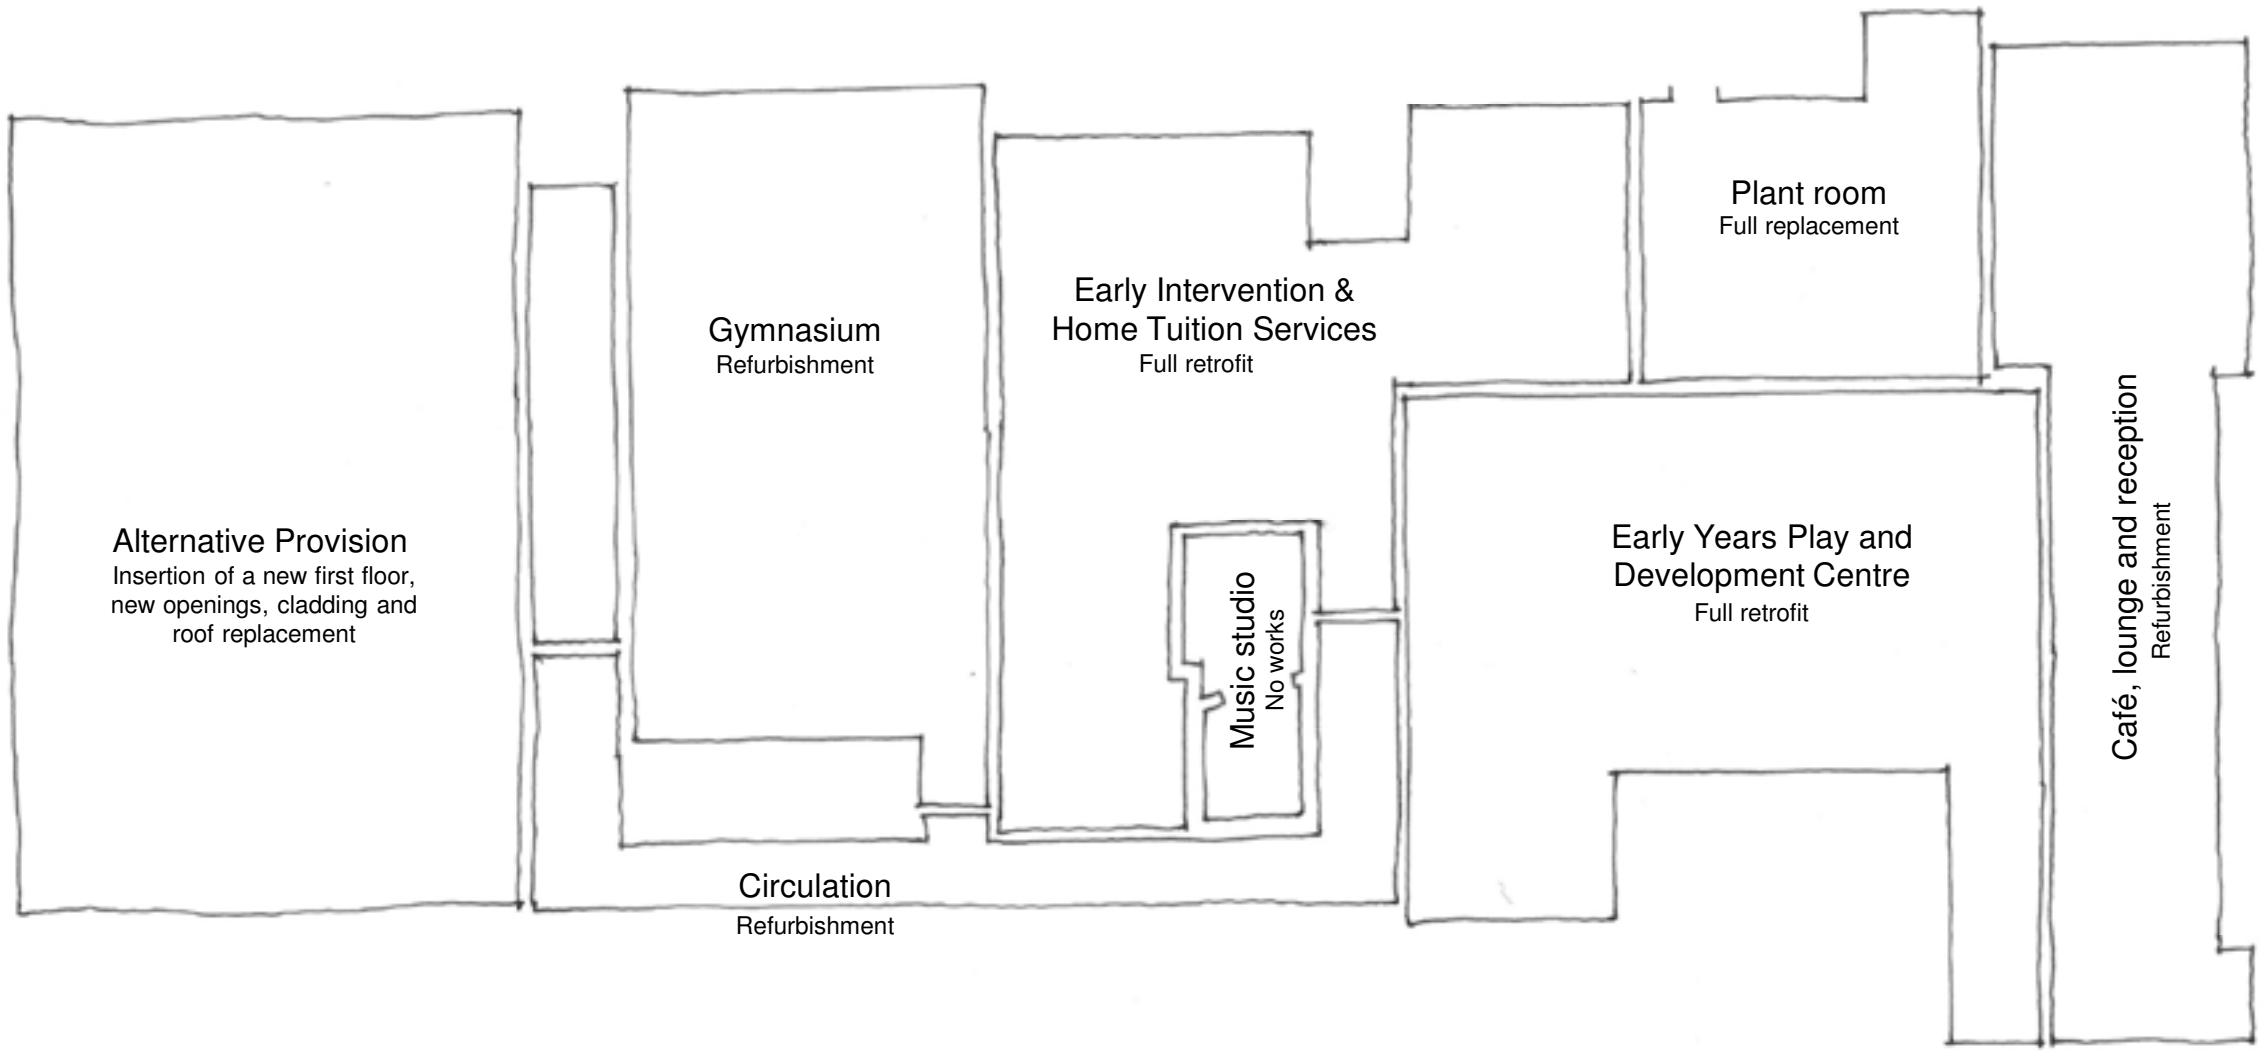 Alternative Provision
Insertion of a new first floor,
new openings, cladding and
roof replacement
Gymnasium
Refurbishment
Circulation
Refurbishment
Early Intervention &
Home Tuition Services
Full retrofit
Music studio
No works
Plant room
Full replacement
Early Years Play and
Development Centre
Full retrofit
Café, lounge and reception
Refurbishment